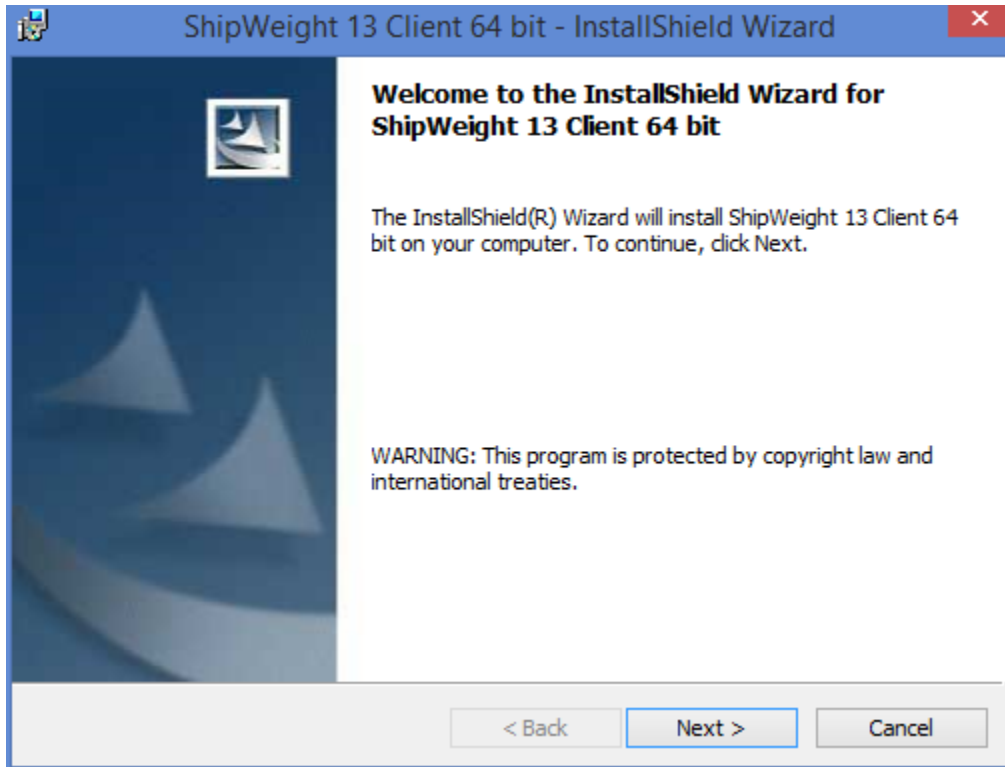 ShipWeight 13 Client 64 bit - InstallShield Wizard
Welcome to the InstallShield Wizard for
ShipWeight 13 Client 64 bit
The InstallShield(R) Wizard will install ShipWeight 13 Client 64
bit on your computer. To continue, click Next.
WARNING: This program is protected by copyright law and
international treaties.
< Back Next > Cancel